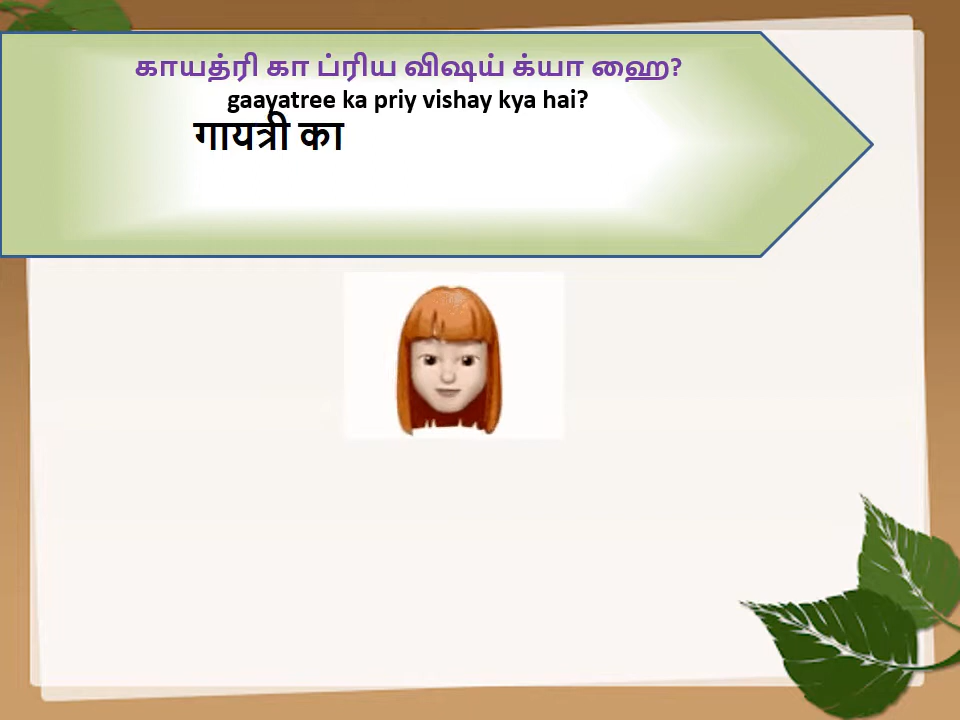 காயத்ரி கா ப்ரிய விஷய் க்யா ஹை?
gaayatree ka priy vishay kya hai?
गायत्री का